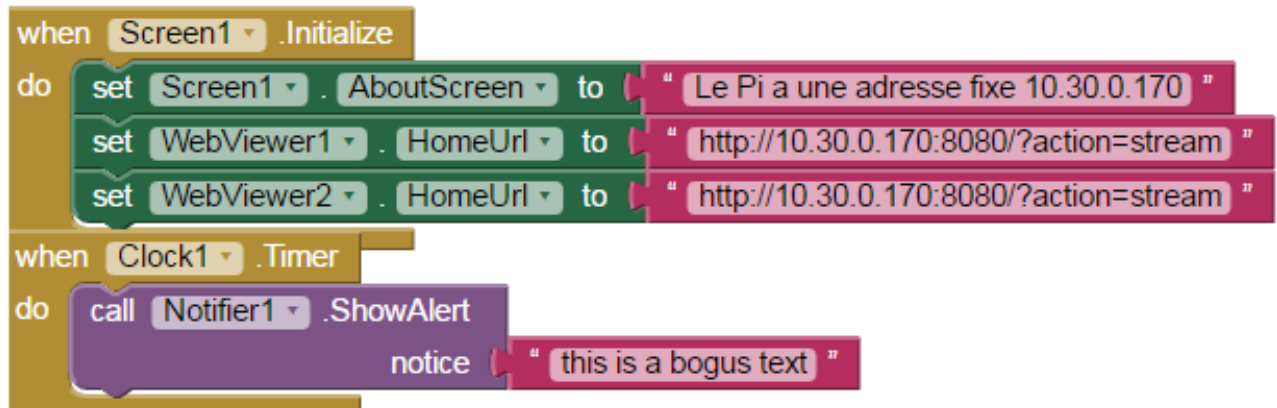 when Screen1 .Initialize
do set Screen1 . AboutScreen to " Le Pi a une adresse fixe 10.30.0.170 "
set WebViewer1 . HomeUrl to " http://10.30.0.170:8080/?action=stream "
set WebViewer2 . HomeUrl to " http://10.30.0.170:8080/?action=stream "
when Clock1 .Timer
do call Notifier1 .ShowAlert
notice " this is a bogus text "